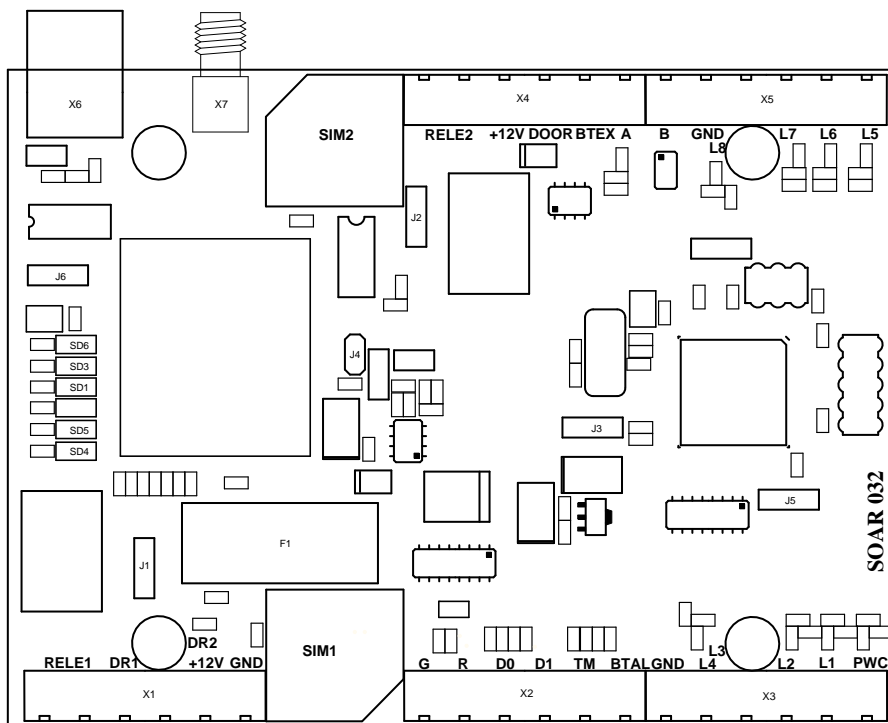 X6
X7
SIM2
X4
X5
RELE2 +12V DOOR BTEX A B GND L7 L6 L5
L8
J2
J6
SD6
J4
SD3
SD1
SD5
J3
SD4
J5
SOAR 032
F1
J1
DR2
SIM1
L3
RELE1 DR1 +12V GND G R D0 D1 TM BTAL GND L4 L2 L1 PWC
X1
X2
X3